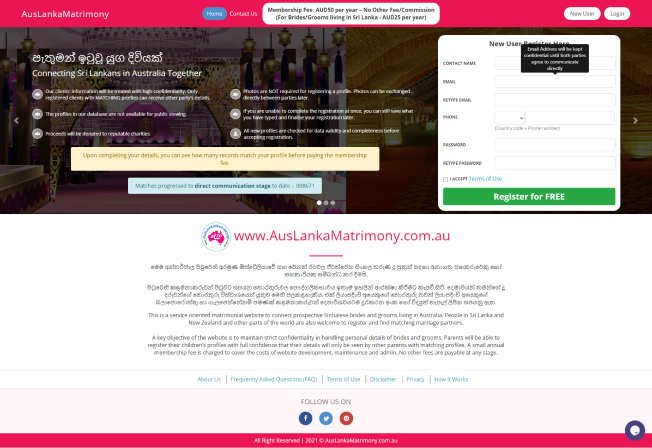 AusLankaMatrimony
Home
Contact Us
Membership Fee: AUD50 per year – No Other Fee/Commission
(For Brides/Grooms living in Sri Lanka - AUD25 per year)
New User
Login
පැතුමන් ඉටුවූ යුග දිවියක්
Connecting Sri Lankans in Australia Together
Our clients' information will be treated with high confidentiality. Only
registered clients with MATCHING profiles can receive other party's details.
The profiles in our database are not available for public viewing.
Proceeds will be donated to reputable charities.
Photos are NOT required for registering a profile. Photos can be exchanged
directly between parties later.
If you are unable to complete the registration at once, you can still save what
you have typed and finalise your registration later.
All new profiles are checked for data validity and completeness before
accepting registration.
Upon completing your details, you can see how many records match your profile before paying the membership
fee.
Matches progressed to direct communication stage to date : 008671
New User Register Here
Email Address will be kept
confidential until both parties
agree to communicate
directly
CONTACT NAME
EMAIL
RETYPE EMAIL
PHONE
(Country code + Phone number)
PASSWORD
RETYPE PASSWORD
I ACCEPT Terms of Use
Register for FREE
www.AusLankaMatrimony.com.au
This is a service oriented matrimonial website to connect prospective Sinhalese brides and grooms living in Australia. People in Sri Lanka and
New Zealand and other parts of the world are also welcome to register and find matching marriage partners.
A key objective of the website is to maintain strict confidentiality in handling personal details of brides and grooms. Parents will be able to
register their children's profiles with full confidence that their details will only be seen by other parents with matching profiles. A small annual
membership fee is charged to cover the costs of website development, maintenance and admin. No other fees are payable at any stage.
About Us
Frequently Asked Questions (FAQ)
Terms of Use
Disclaimer
Privacy
How it Works
FOLLOW US ON
All Right Reserved | 2021 © AusLankaMatrimony.com.au